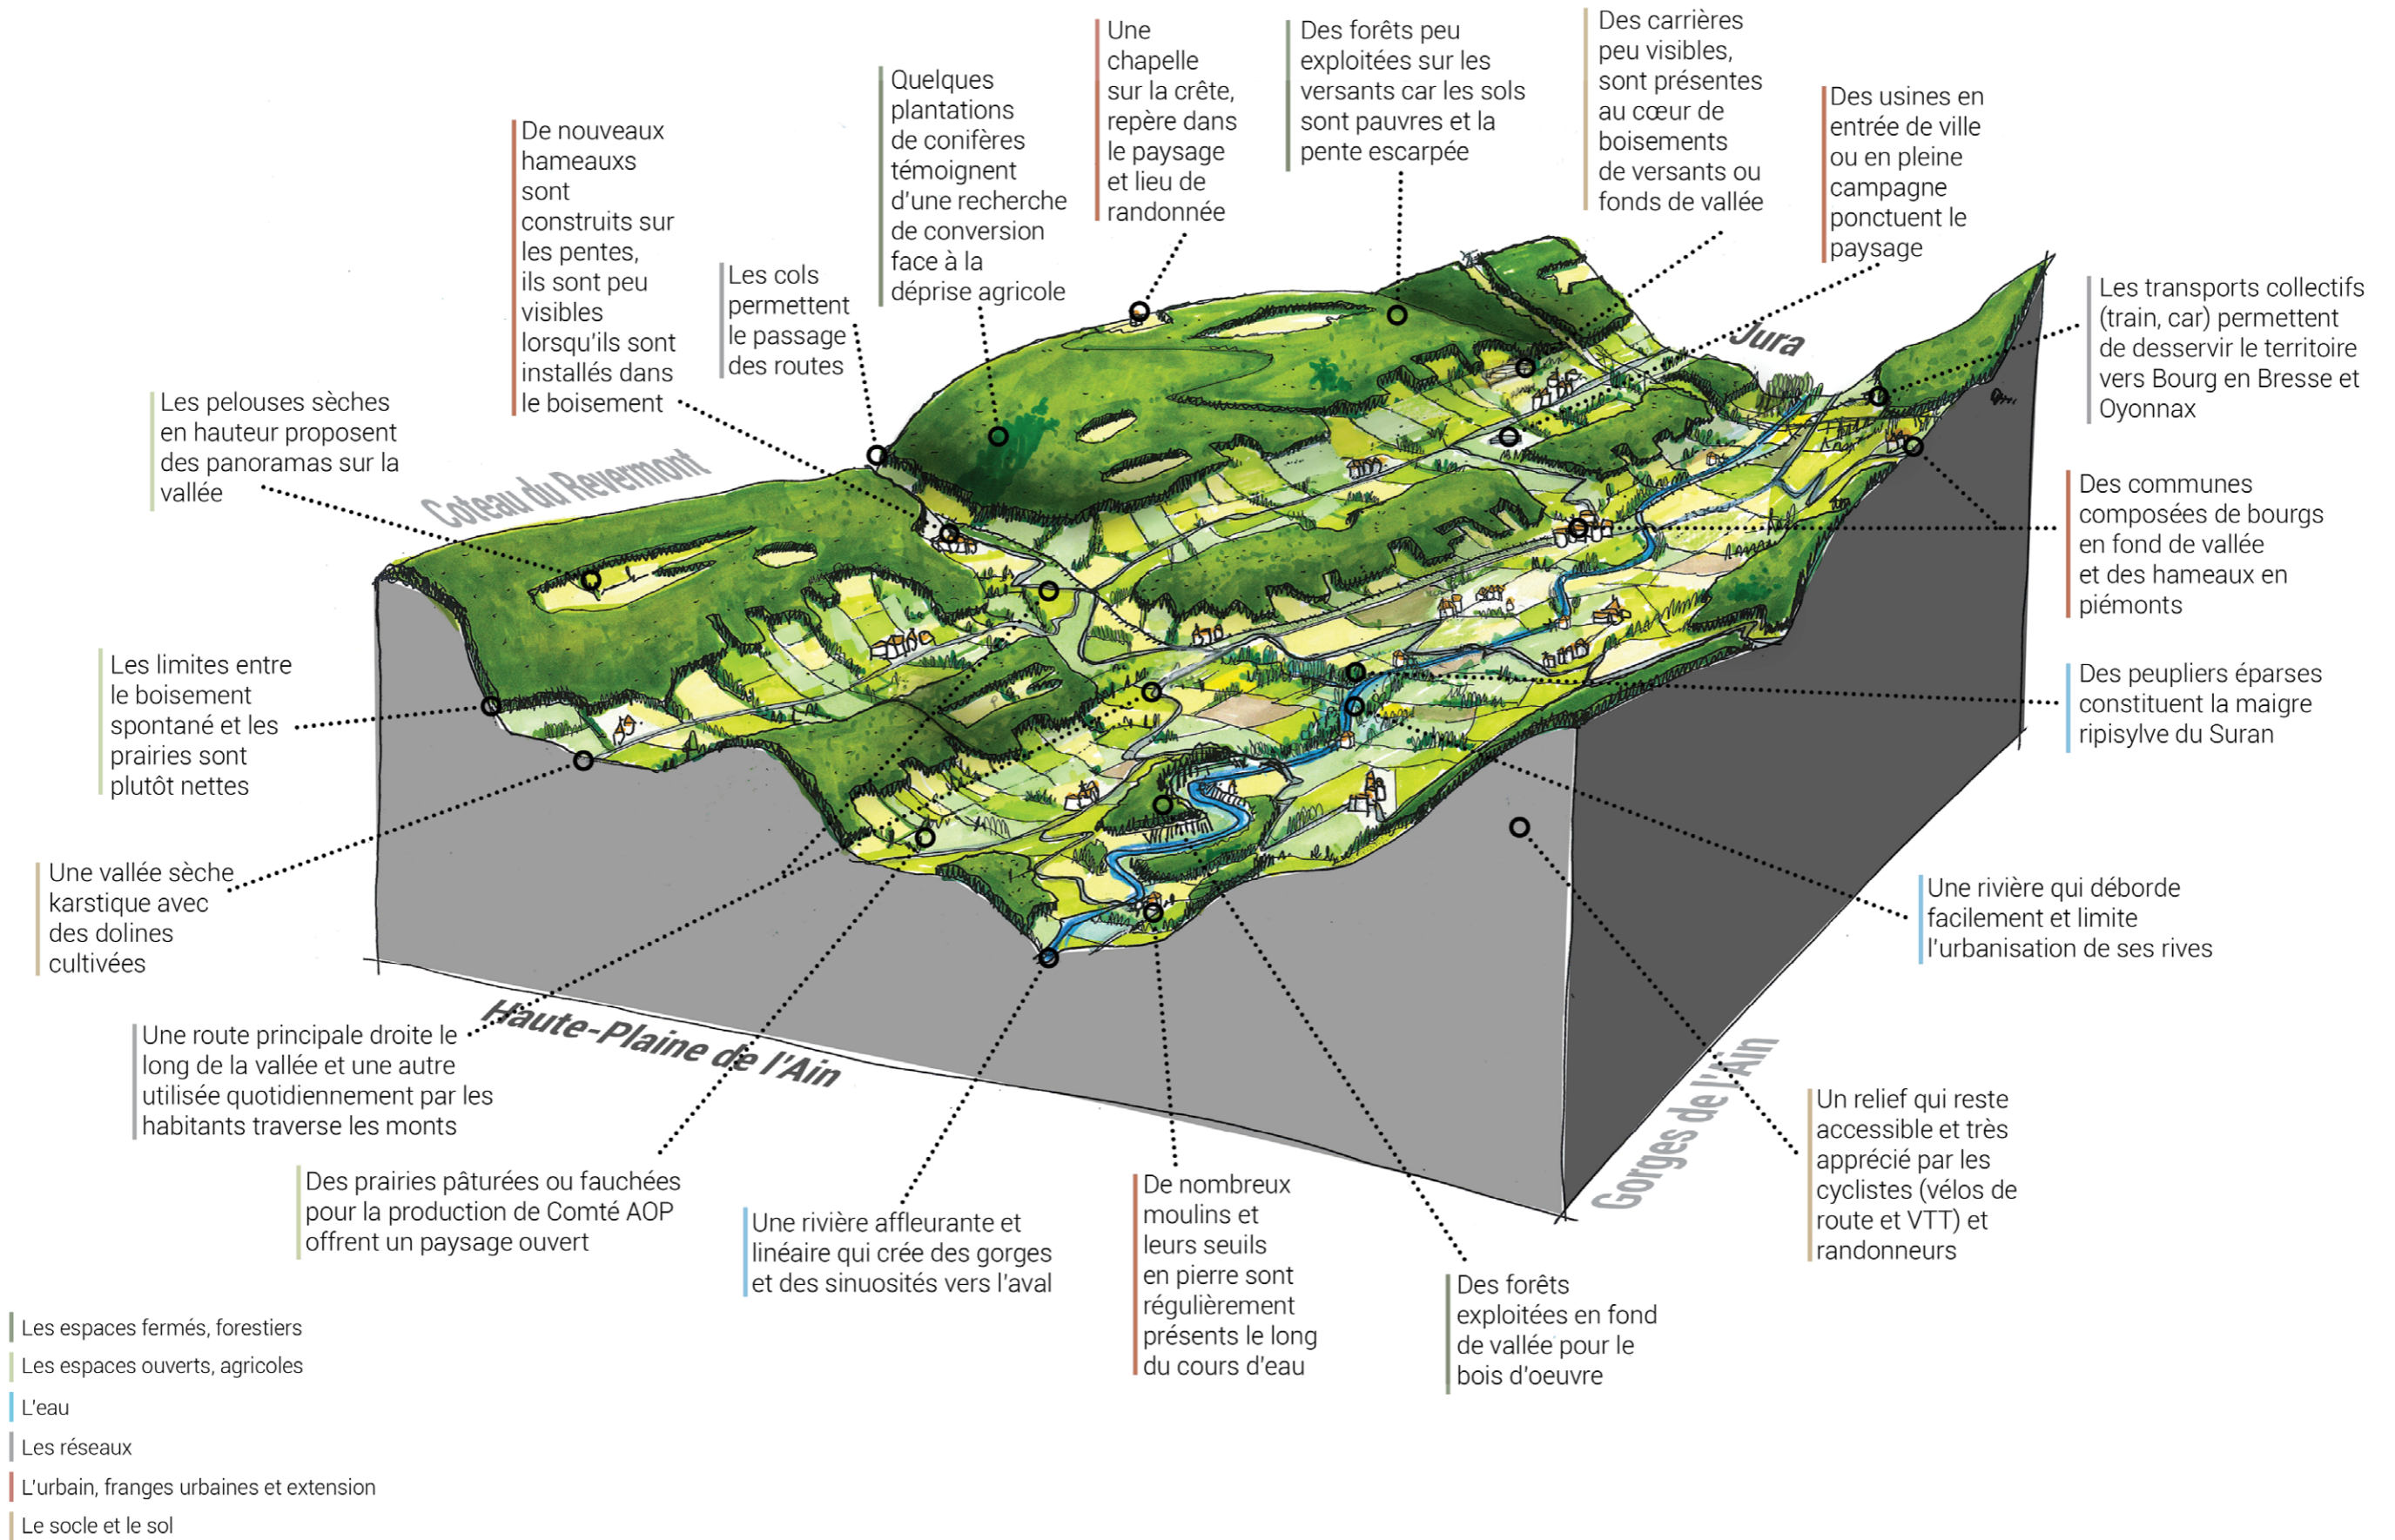 Une
chapelle
sur la crête,
repère dans
le paysage
et lieu de
randonnée
Des forêts peu
exploitées sur les
versants car les sols
sont pauvres et la
pente escarpée
Des carrières
peu visibles,
sont présentes
au cœur de
boisements
de versants ou
fonds de vallée
Quelques
plantations
de conifères
témoignent
d'une recherche
de conversion
face à la
déprise agricole
Des usines en
entrée de ville
ou en pleine
campagne
ponctuent le
paysage
De nouveaux
hameauxs
sont
construits sur
les pentes,
ils sont peu
visibles
lorsqu'ils sont
installés dans
le boisement
Les cols
permettent
le passage
des routes
Jura
Les transports collectifs
(train, car) permettent
de desservir le territoire
vers Bourg en Bresse et
Oyonnax
Les pelouses sèches
en hauteur proposent
des panoramas sur la
vallée
Coteau du Revermont
Des communes
composées de bourgs
en fond de vallée
et des hameaux en
piémonts
Les limites entre
le boisement
spontané et les
prairies sont
plutôt nettes
Des peupliers éparses
constituent la maigre
ripisylve du Suran
Une vallée sèche
karstique avec
des dolines
cultivées
Une rivière qui déborde
facilement et limite
l'urbanisation de ses rives
Haute-Plaine de l'Ain
Une route principale droite le
long de la vallée et une autre
utilisée quotidiennement par les
habitants traverse les monts
Gorges de l'Ain
Un relief qui reste
accessible et très
apprécié par les
cyclistes (vélos de
route et VTT) et
randonneurs
Des prairies pâturées ou fauchées
pour la production de Comté AOP
offrent un paysage ouvert
Une rivière affleurante et
linéaire qui crée des gorges
et des sinuosités vers l'aval
De nombreux
moulins et
leurs seuils
en pierre sont
régulièrement
présents le long
du cours d'eau
Des forêts
exploitées en fond
de vallée pour le
bois d'oeuvre
Les espaces fermés, forestiers
Les espaces ouverts, agricoles
L'eau
Les réseaux
L'urbain, franges urbaines et extension
Le socle et le sol